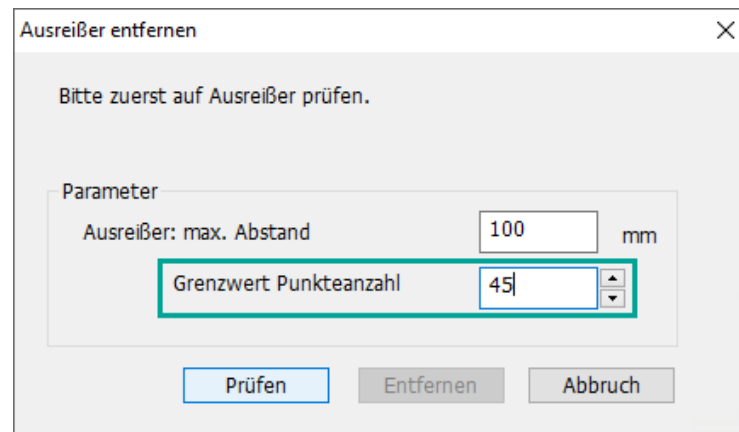 Ausreißer entfernen
Bitte zuerst auf Ausreißer prüfen.
Parameter
Ausreißer: max. Abstand 100 mm
Grenzwert Punkteanzahl 45
Prüfen Entfernen Abbruch